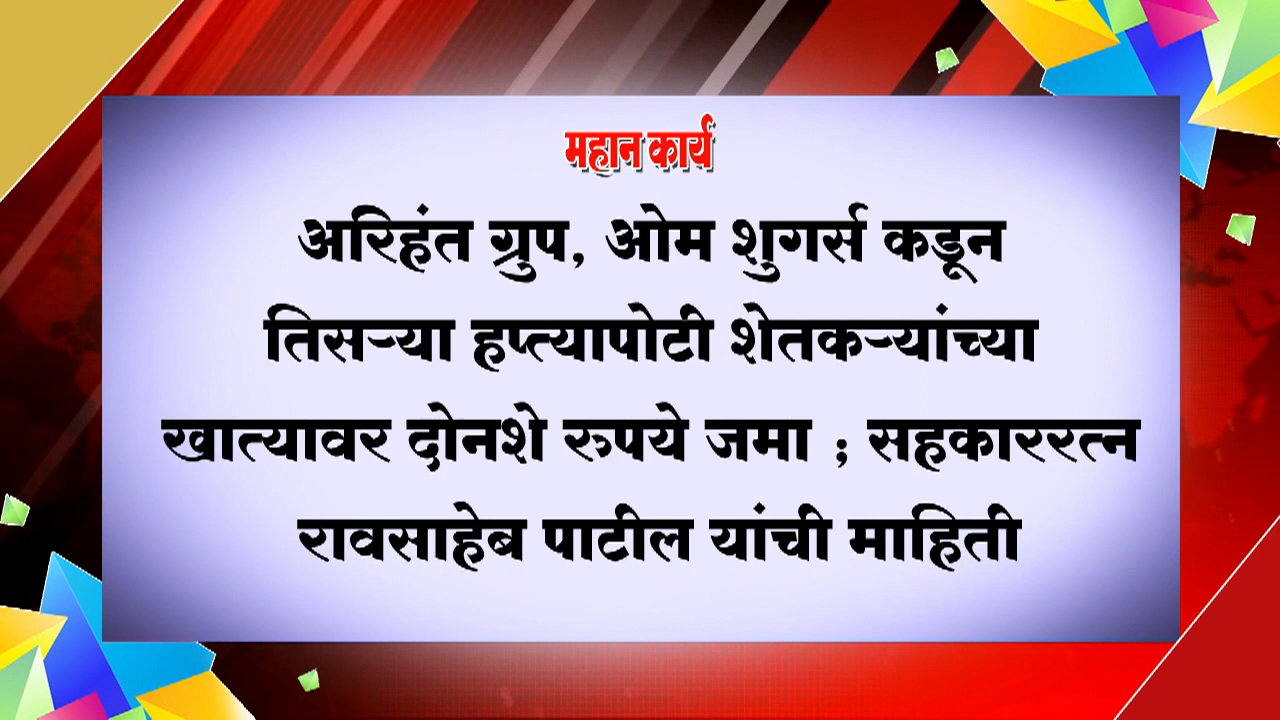 महान कार्य
अरिहंत ग्रुप, ओम शुगर्स कडून
तिसऱ्या हप्त्यापोटी शेतकऱ्यांच्या
खात्यावर दोनशे रुपये जमा ; सहकाररत्न
रावसाहेब पाटील यांची माहिती